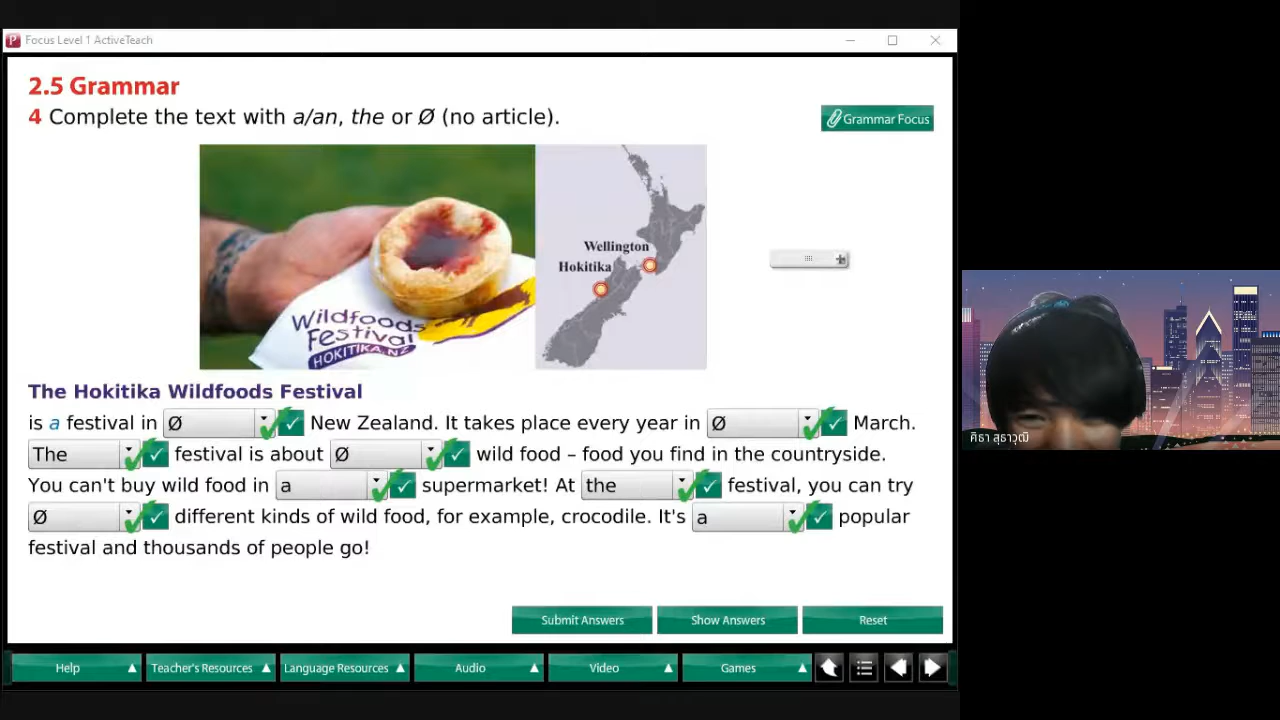 Focus Level 1 ActiveTeach
2.5 Grammar
4 Complete the text with a/an, the or Ø (no article).
Grammar Focus
Wildfoods
Festival
HOKITIKA.NZ
Wellington
Hokitika
The Hokitika Wildfoods Festival
is a festival in Ø New Zealand. It takes place every year in Ø March.
The festival is about Ø wild food – food you find in the countryside.
You can't buy wild food in a supermarket! At the festival, you can try
Ø different kinds of wild food, for example, crocodile. It's a popular
festival and thousands of people go!
Submit Answers Show Answers Reset
Help Teacher's Resources Language Resources Audio Video Games
ศิธา สุธาวุฒิ